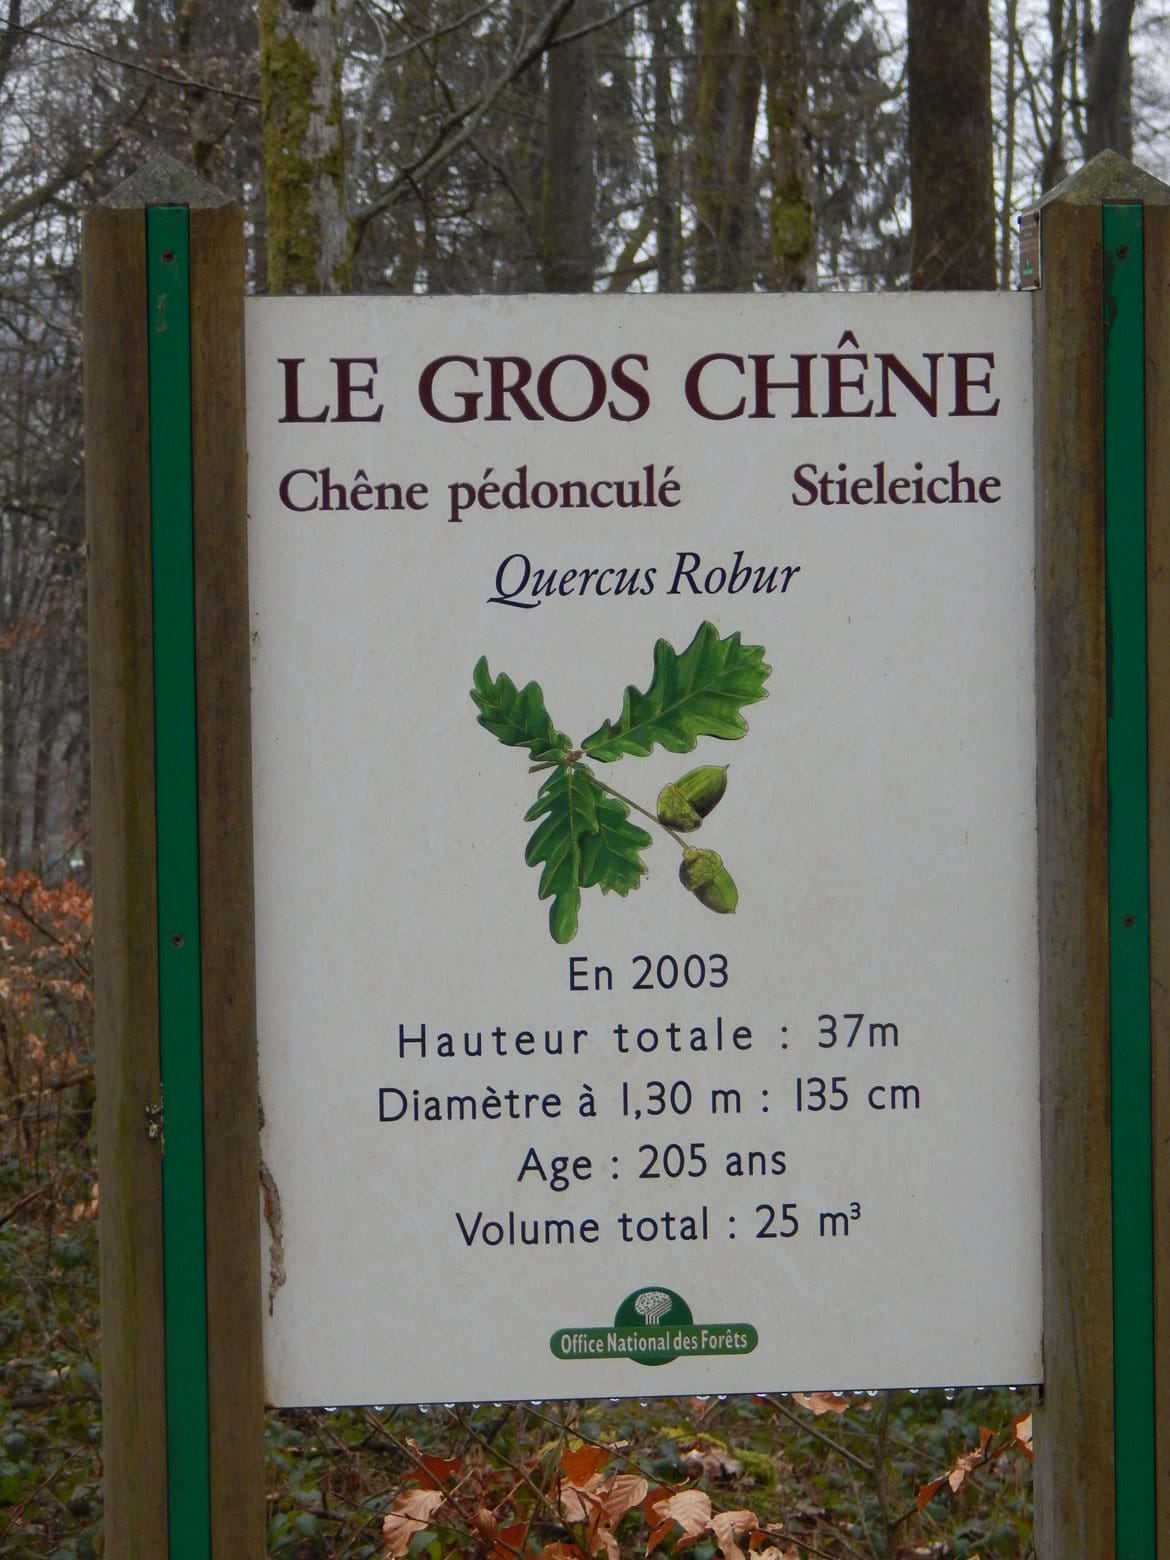 LE GROS CHÊNE
Chêne pédonculé Stieleiche
Quercus Robur
En 2003
Hauteur totale : 37m
Diamètre à 1,30 m : 135 cm
Age : 205 ans
Volume total : 25 m³
Office National des Forêts